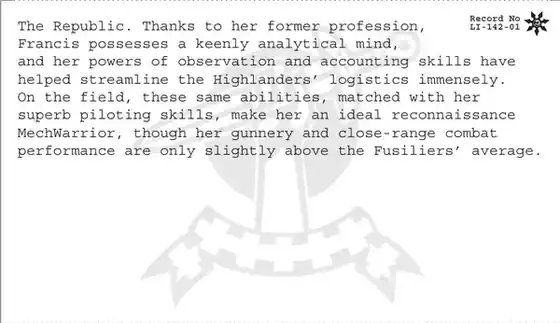 The Republic. Thanks to her former profession,
Record No
LI-142-01
Francis possesses a keenly analytical mind,
and her powers of observation and accounting skills have
helped streamline the Highlanders’ logistics immensely.
On the field, these same abilities, matched with her
superb piloting skills, make her an ideal reconnaissance
MechWarrior, though her gunnery and close-range combat
performance are only slightly above the Fusiliers’ average.